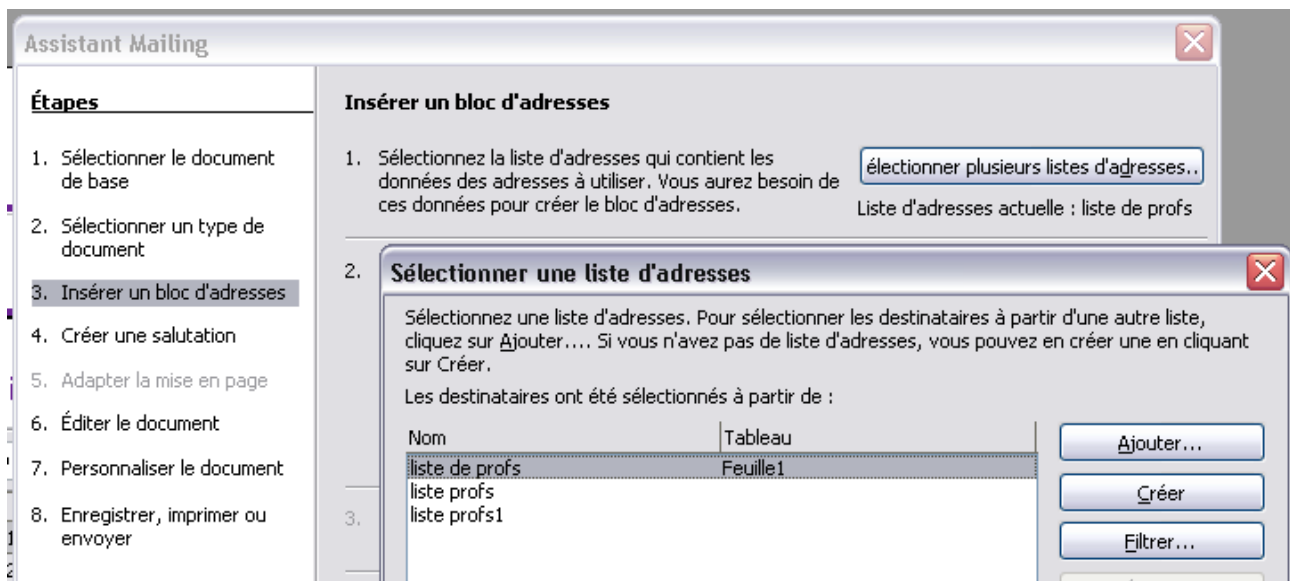 Assistant Mailing
Étapes
1. Sélectionner le document
de base
2. Sélectionner un type de
document
3. Insérer un bloc d'adresses
4. Créer une salutation
5. Adapter la mise en page
6. Éditer le document
7. Personnaliser le document
8. Enregistrer, imprimer ou
envoyer
Insérer un bloc d'adresses
1. Sélectionnez la liste d'adresses qui contient les
données des adresses à utiliser. Vous aurez besoin de
ces données pour créer le bloc d'adresses.
électionner plusieurs listes d'adresses..
Liste d'adresses actuelle : liste de profs
2.
3.
Sélectionner une liste d'adresses
Sélectionnez une liste d'adresses. Pour sélectionner les destinataires à partir d'une autre liste,
cliquez sur Ajouter.... Si vous n'avez pas de liste d'adresses, vous pouvez en créer une en cliquant
sur Créer.
Les destinataires ont été sélectionnés à partir de :
Nom Tableau
liste de profs Feuille1
liste profs
liste profs1
Ajouter...
Créer
Filtrer...